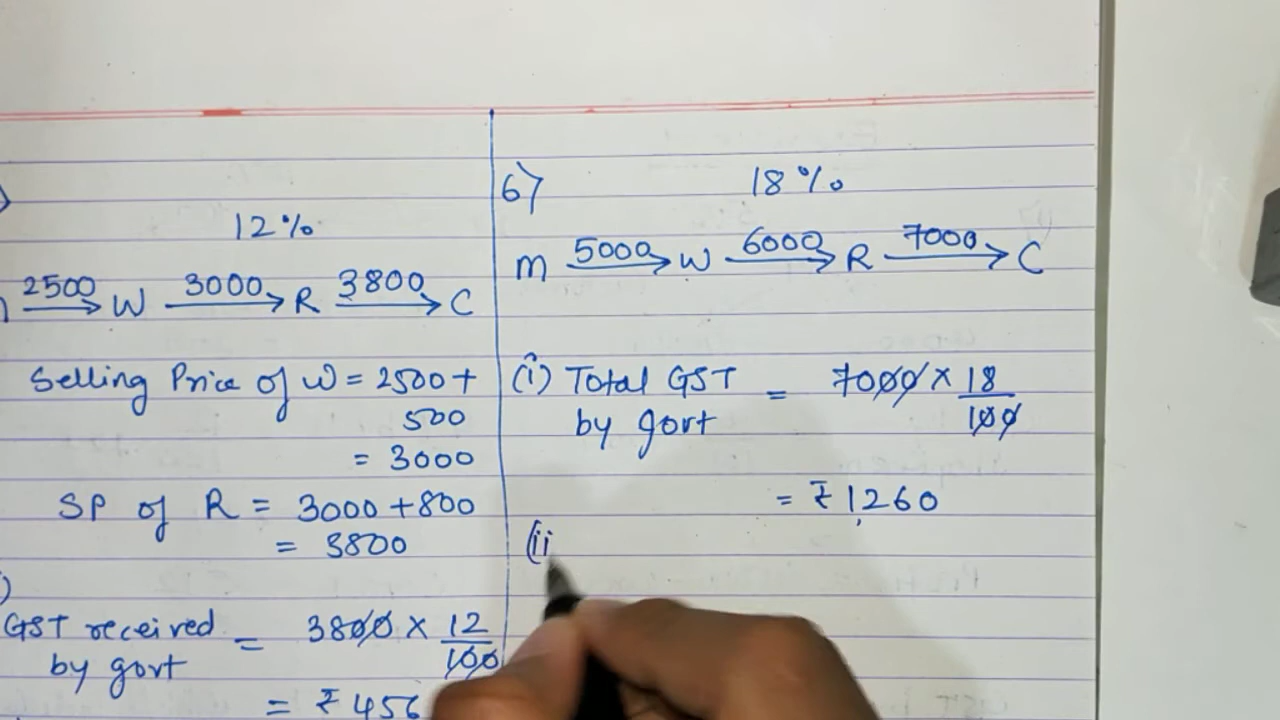 12%
2500 → W 3000 → R 3800 → C
Selling Price of W = 2500 +
500
= 3000
SP of R = 3000 + 800
= 3800
GST received = 3800 × 12/100
by govt
= ₹ 456
6) 18%
M 5000 → W 6000 → R 7000 → C
(i) Total GST = 7000 × 18/100
by govt
= ₹ 1260
(ii